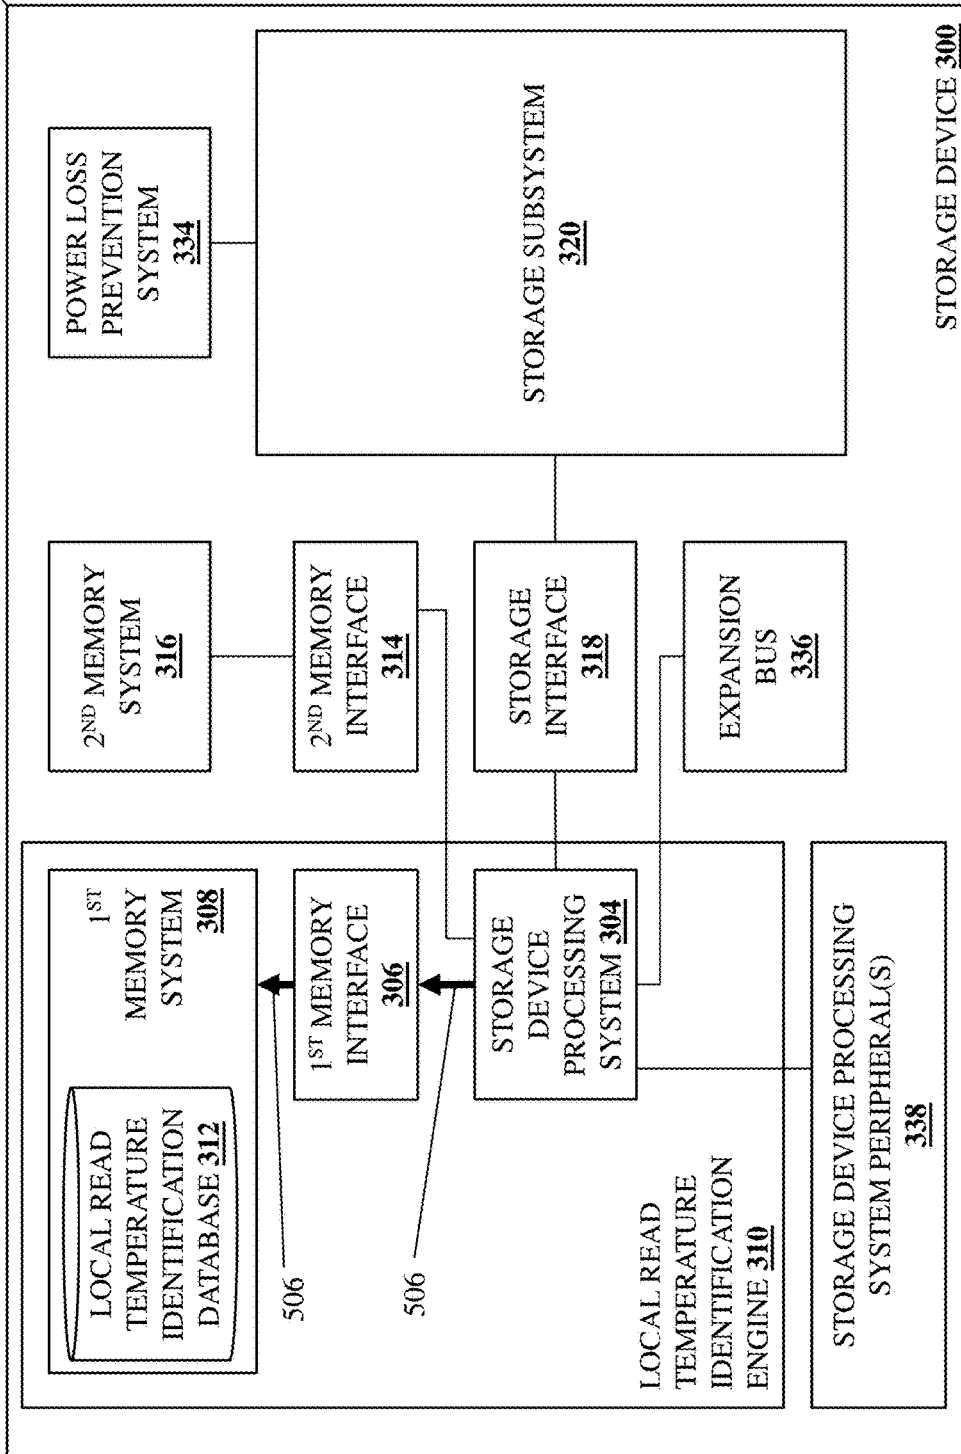 LOCAL READ
TEMPERATURE
IDENTIFICATION
DATABASE 312
1ST
MEMORY
SYSTEM
308
2ND MEMORY
SYSTEM
316
POWER LOSS
PREVENTION
SYSTEM
334
506
1ST MEMORY
INTERFACE
306
2ND MEMORY
INTERFACE
314
506
STORAGE
DEVICE
PROCESSING
SYSTEM 304
STORAGE
INTERFACE
318
STORAGE SUBSYSTEM
320
LOCAL READ
TEMPERATURE
IDENTIFICATION
ENGINE 310
EXPANSION
BUS
336
STORAGE DEVICE PROCESSING
SYSTEM PERIPHERAL(S)
338
STORAGE DEVICE 300